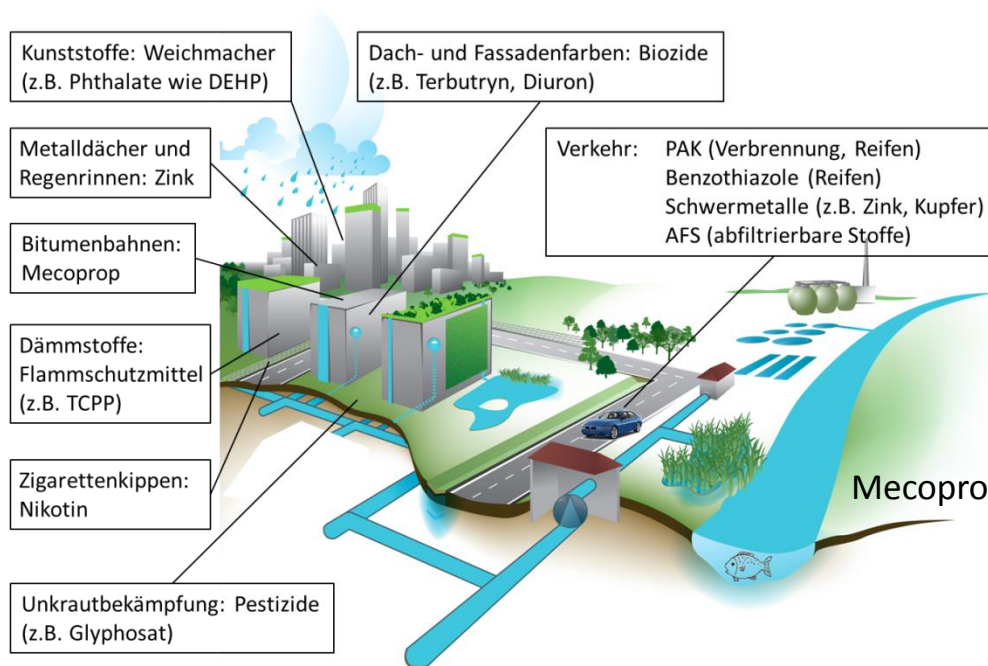 Kunststoffe: Weichmacher
(z.B. Phthalate wie DEHP)
Dach- und Fassadenfarben: Biozide
(z.B. Terbutryn, Diuron)
Metalldächer und
Regenrinnen: Zink
Verkehr: PAK (Verbrennung, Reifen)
Benzothiazole (Reifen)
Schwermetalle (z.B. Zink, Kupfer)
AFS (abfiltrierbare Stoffe)
Bitumenbahnen:
Mecoprop
Dämmstoffe:
Flammschutzmittel
(z.B. TCPP)
Zigarettenkippen:
Nikotin
Mecopro
Unkrautbekämpfung: Pestizide
(z.B. Glyphosat)